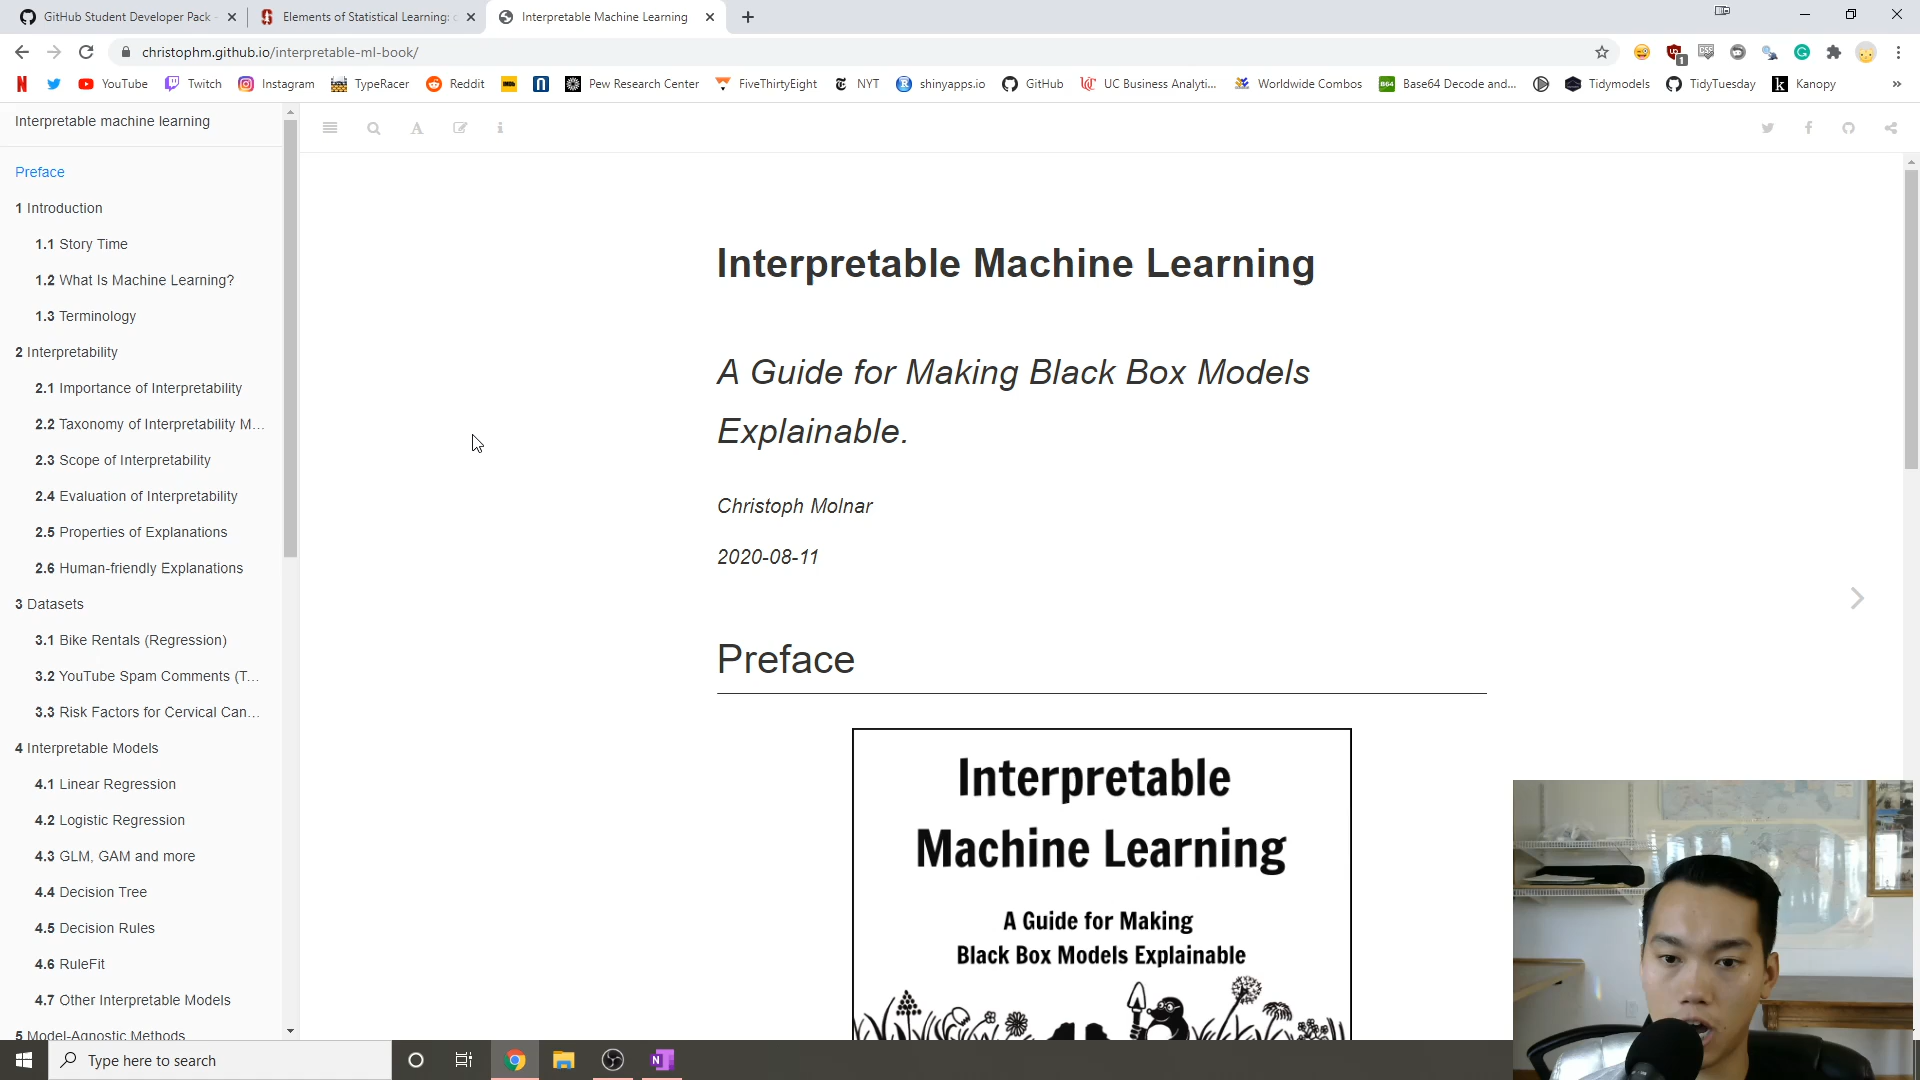 GitHub Student Developer Pack -
Elements of Statistical Learning:
Interpretable Machine Learning
christophm.github.io/interpretable-ml-book/
1
YouTube
Twitch
Instagram
TypeRacer
Reddit
Pew Research Center
FiveThirtyEight
NYT
shinyapps.io
GitHub
UC Business Analyti...
Worldwide Combos
Base64 Decode and...
Tidymodels
TidyTuesday
Kanopy
Interpretable machine learning
Preface
1 Introduction
1.1 Story Time
1.2 What Is Machine Learning?
1.3 Terminology
2 Interpretability
2.1 Importance of Interpretability
2.2 Taxonomy of Interpretability M...
2.3 Scope of Interpretability
2.4 Evaluation of Interpretability
2.5 Properties of Explanations
2.6 Human-friendly Explanations
3 Datasets
3.1 Bike Rentals (Regression)
3.2 YouTube Spam Comments (T...
3.3 Risk Factors for Cervical Can...
4 Interpretable Models
4.1 Linear Regression
4.2 Logistic Regression
4.3 GLM, GAM and more
4.4 Decision Tree
4.5 Decision Rules
4.6 RuleFit
4.7 Other Interpretable Models
5 Model-Agnostic Methods
Interpretable Machine Learning
A Guide for Making Black Box Models
Explainable.
Christoph Molnar
2020-08-11
Preface
Interpretable
Machine Learning
A Guide for Making
Black Box Models Explainable
Type here to search